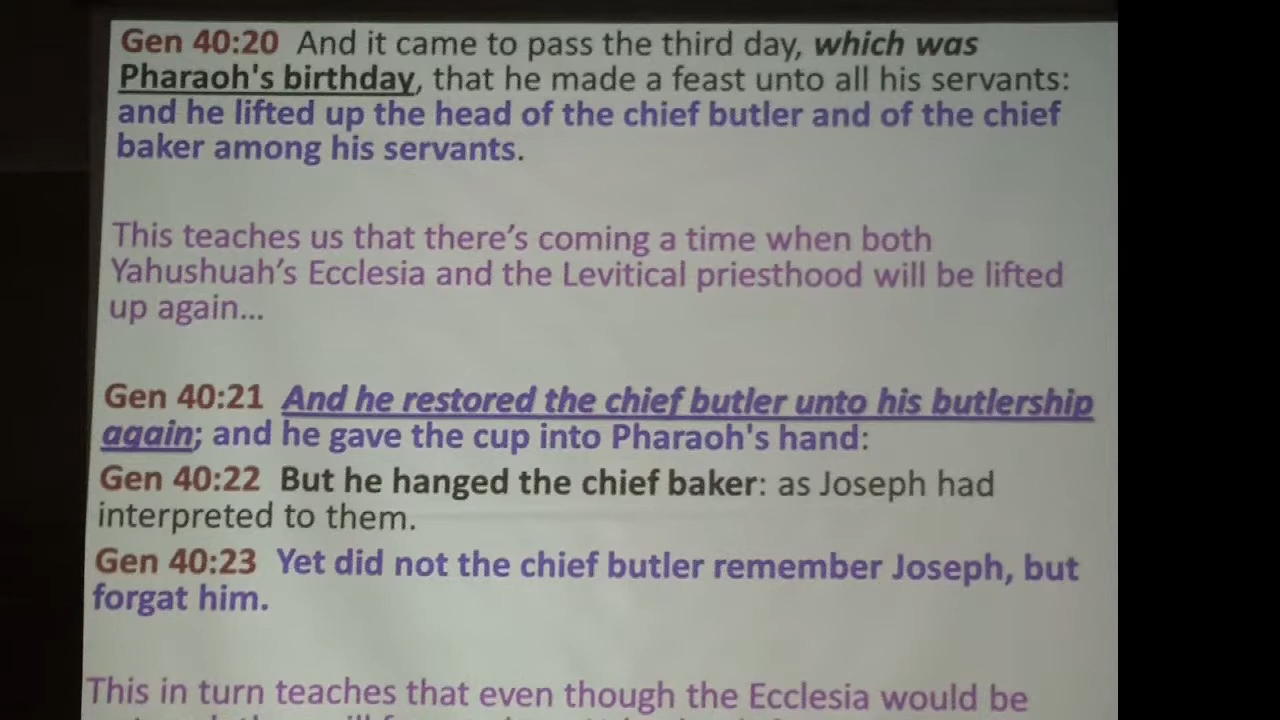 Gen 40:20 And it came to pass the third day, which was
Pharaoh's birthday, that he made a feast unto all his servants:
and he lifted up the head of the chief butler and of the chief
baker among his servants.
This teaches us that there's coming a time when both
Yahushuah's Ecclesia and the Levitical priesthood will be lifted
up again...
Gen 40:21 And he restored the chief butler unto his butlership
again; and he gave the cup into Pharaoh's hand:
Gen 40:22 But he hanged the chief baker: as Joseph had
interpreted to them.
Gen 40:23 Yet did not the chief butler remember Joseph, but
forgat him.
This in turn teaches that even though the Ecclesia would be